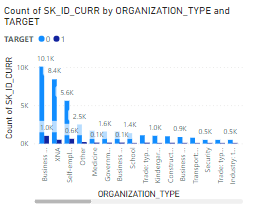 Count of SK_ID_CURR by ORGANIZATION_TYPE and
TARGET
TARGET 0 1
Count of SK_ID_CURR
10K
5K
0K
10.1K
8.4K
5.6K
2.5K
1.6K
1.4K
1.0K
0.9K
0.5K
0.5K
1.0K
0.6K
0.1K
0.1K
Business ...
XNA
Self-empl...
Other
Medicine
Governm...
Business ...
School
Trade: typ...
Kindergar...
Construct...
Business ...
Transport...
Security
Trade: typ...
Industry: t...
ORGANIZATION_TYPE